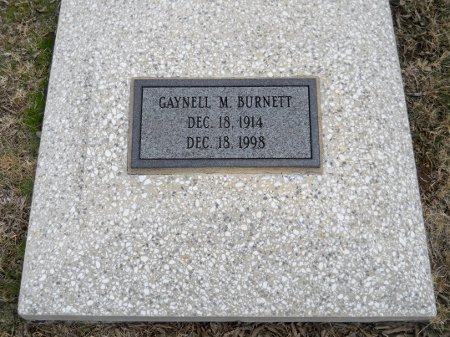 GAYNELL M. BURNETT
DEC. 18, 1914
DEC. 18, 1998